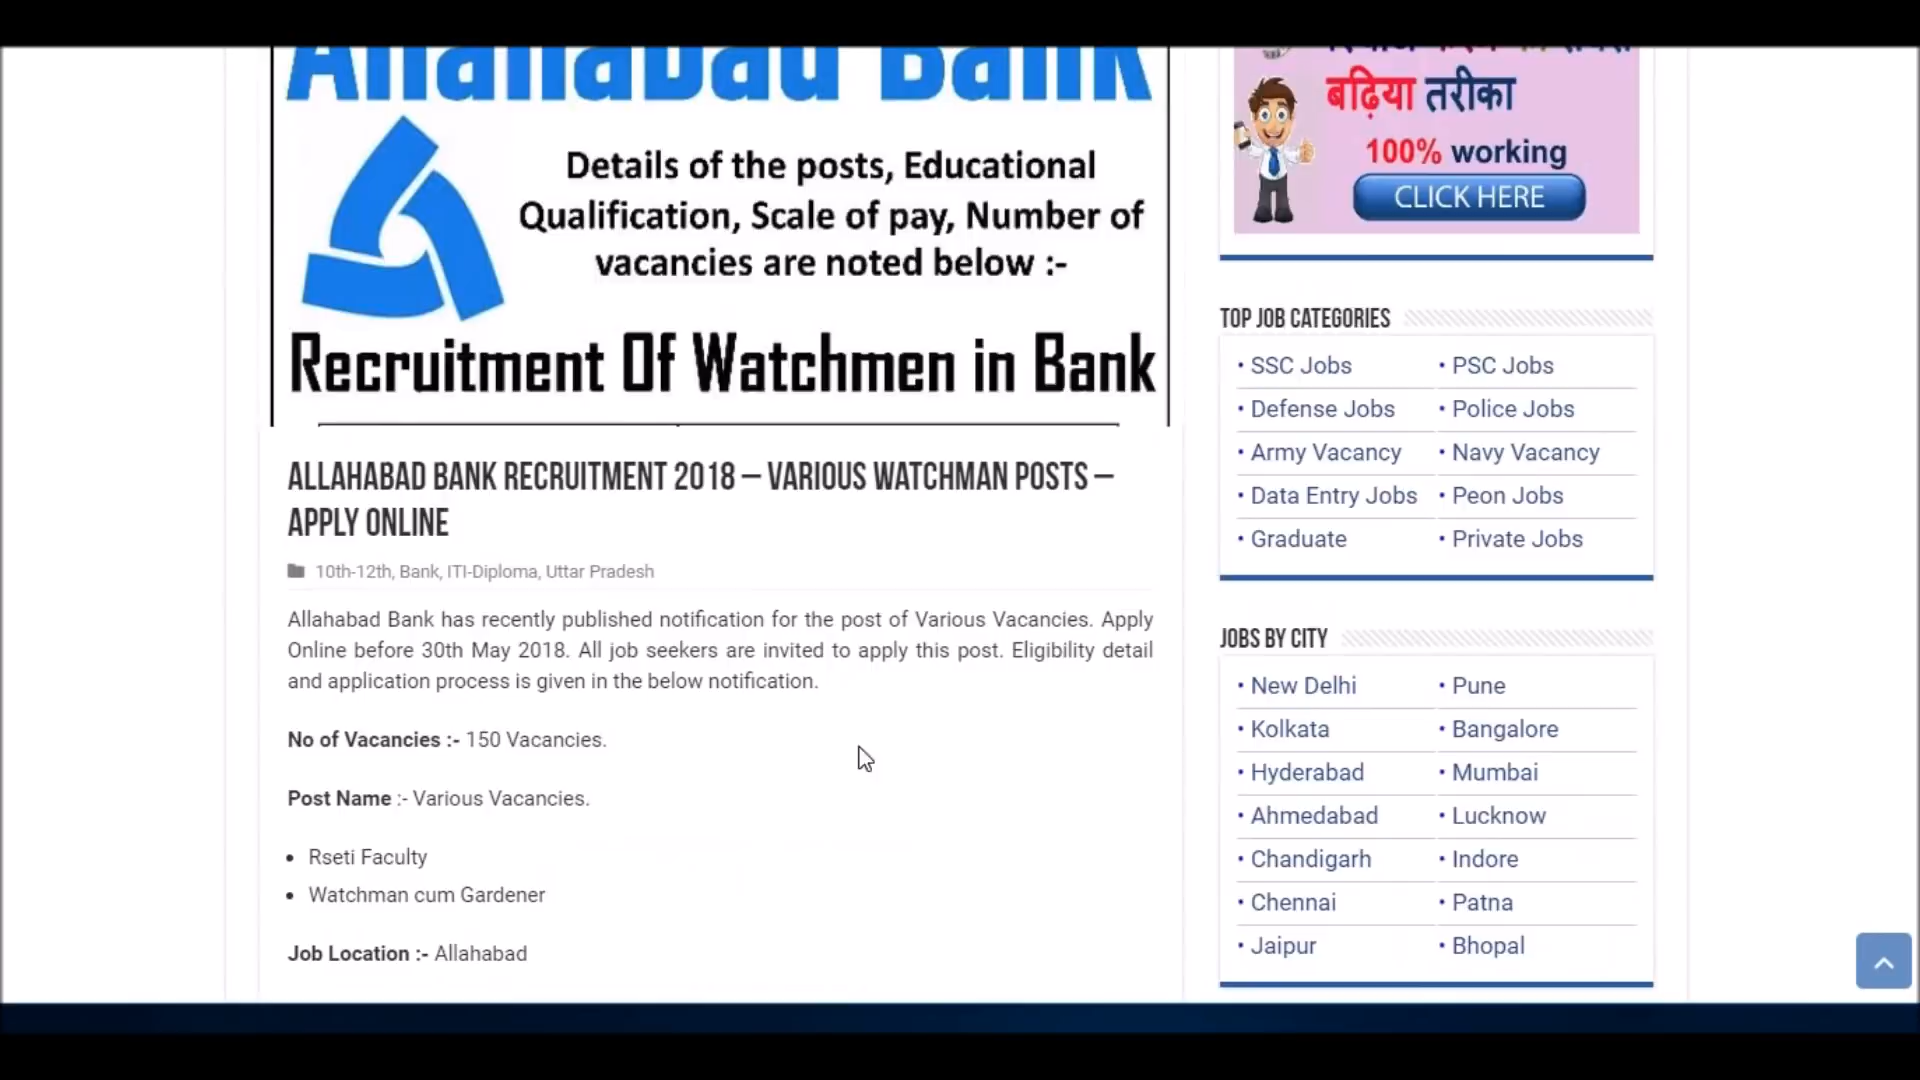 Allahabad Bank
Details of the posts, Educational
Qualification, Scale of pay, Number of
vacancies are noted below :-
Recruitment Of Watchmen in Bank
ALLAHABAD BANK RECRUITMENT 2018 – VARIOUS WATCHMAN POSTS –
APPLY ONLINE
10th-12th, Bank, ITI-Diploma, Uttar Pradesh
Allahabad Bank has recently published notification for the post of Various Vacancies. Apply
Online before 30th May 2018. All job seekers are invited to apply this post. Eligibility detail
and application process is given in the below notification.
No of Vacancies :- 150 Vacancies.
Post Name :- Various Vacancies.
• Rseti Faculty
• Watchman cum Gardener
Job Location :- Allahabad
बढ़िया तरीका
100% working
CLICK HERE
TOP JOB CATEGORIES
• SSC Jobs • PSC Jobs
• Defense Jobs • Police Jobs
• Army Vacancy • Navy Vacancy
• Data Entry Jobs • Peon Jobs
• Graduate • Private Jobs
JOBS BY CITY
• New Delhi • Pune
• Kolkata • Bangalore
• Hyderabad • Mumbai
• Ahmedabad • Lucknow
• Chandigarh • Indore
• Chennai • Patna
• Jaipur • Bhopal